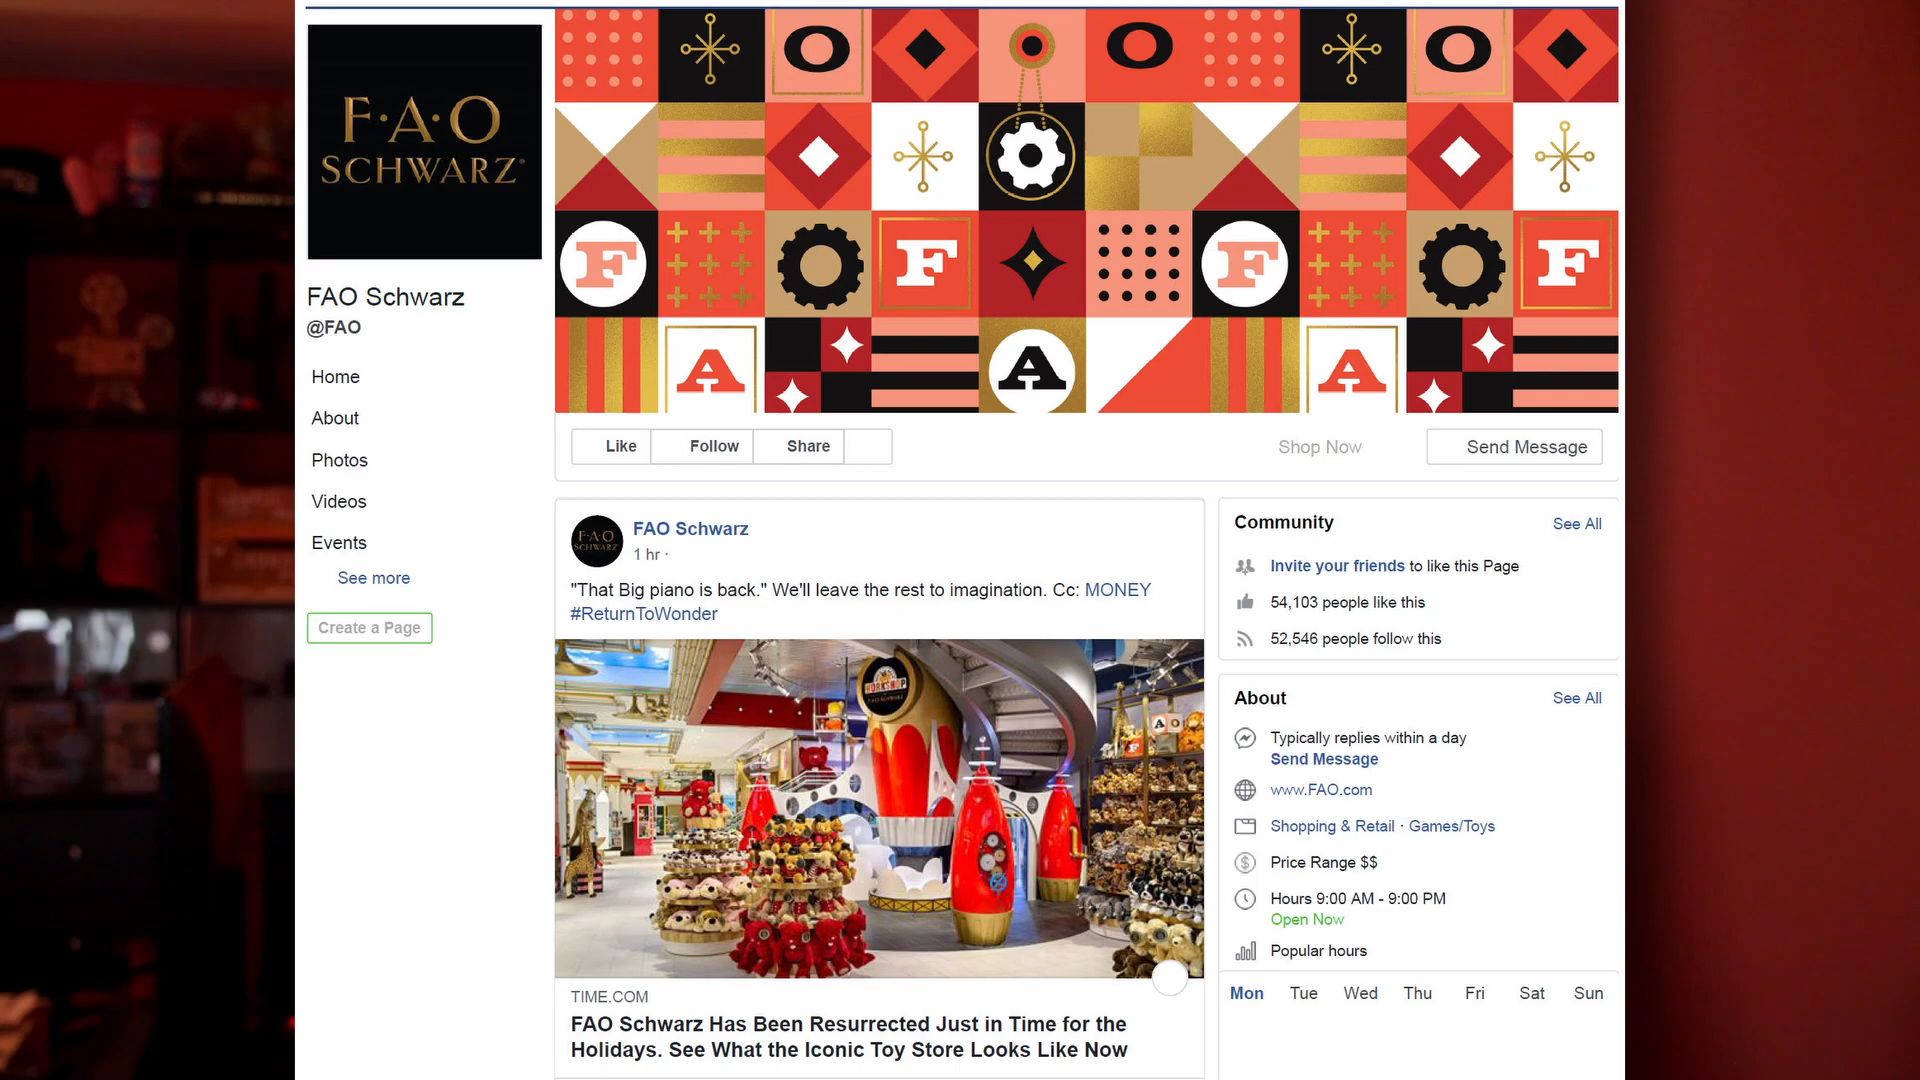 F·A·O
SCHWARZ
FAO Schwarz
@FAO
Home
About
Photos
Videos
Events
See more
Create a Page
O
O
O
F
F
F
F
A
A
A
Like
Follow
Share
Shop Now
Send Message
F·A·O
SCHWARZ
FAO Schwarz
1 hr ·
"That Big piano is back." We'll leave the rest to imagination. Cc: MONEY
#ReturnToWonder
WORKSHOP
FAO SCHWARZ
A O
F
TIME.COM
FAO Schwarz Has Been Resurrected Just in Time for the
Holidays. See What the Iconic Toy Store Looks Like Now
Community
See All
Invite your friends to like this Page
54,103 people like this
52,546 people follow this
About
See All
Typically replies within a day
Send Message
www.FAO.com
Shopping & Retail · Games/Toys
Price Range $$
Hours 9:00 AM - 9:00 PM
Open Now
Popular hours
Mon Tue Wed Thu Fri Sat Sun